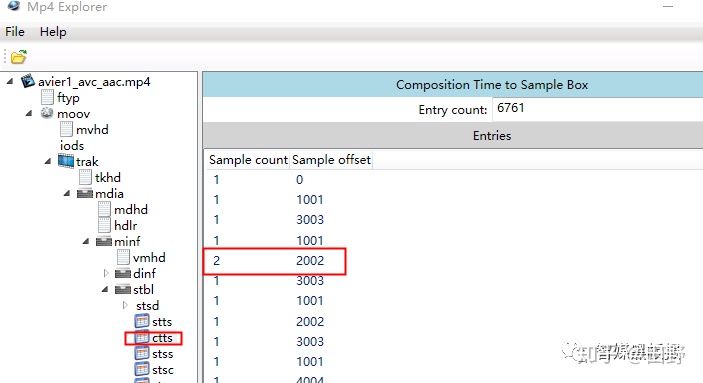 Mp4 Explorer
File Help
avier1_avc_aac.mp4
ftyp
moov
mvhd
iods
trak
tkhd
mdia
mdhd
hdlr
minf
vmhd
dinf
stbl
stsd
stts
ctts
stss
stsc
Composition Time to Sample Box
Entry count: 6761
Entries
Sample count Sample offset
1 0
1 1001
1 3003
1 1001
2 2002
1 3003
1 1001
1 2002
1 3003
1 1001
1 4004